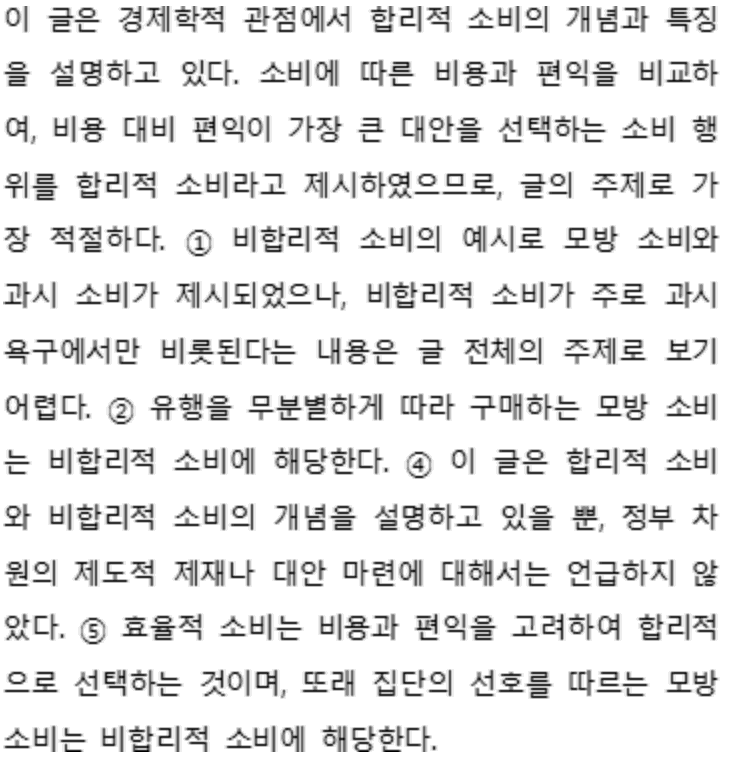 이 글은 경제학적 관점에서 합리적 소비의 개념과 특징
을 설명하고 있다. 소비에 따른 비용과 편익을 비교하
여, 비용 대비 편익이 가장 큰 대안을 선택하는 소비 행
위를 합리적 소비라고 제시하였으므로, 글의 주제로 가
장 적절하다. ① 비합리적 소비의 예시로 모방 소비와
과시 소비가 제시되었으나, 비합리적 소비가 주로 과시
욕구에서만 비롯된다는 내용은 글 전체의 주제로 보기
어렵다. ② 유행을 무분별하게 따라 구매하는 모방 소비
는 비합리적 소비에 해당한다. ④ 이 글은 합리적 소비
와 비합리적 소비의 개념을 설명하고 있을 뿐, 정부 차
원의 제도적 제재나 대안 마련에 대해서는 언급하지 않
았다. ⑤ 효율적 소비는 비용과 편익을 고려하여 합리적
으로 선택하는 것이며, 또래 집단의 선호를 따르는 모방
소비는 비합리적 소비에 해당한다.